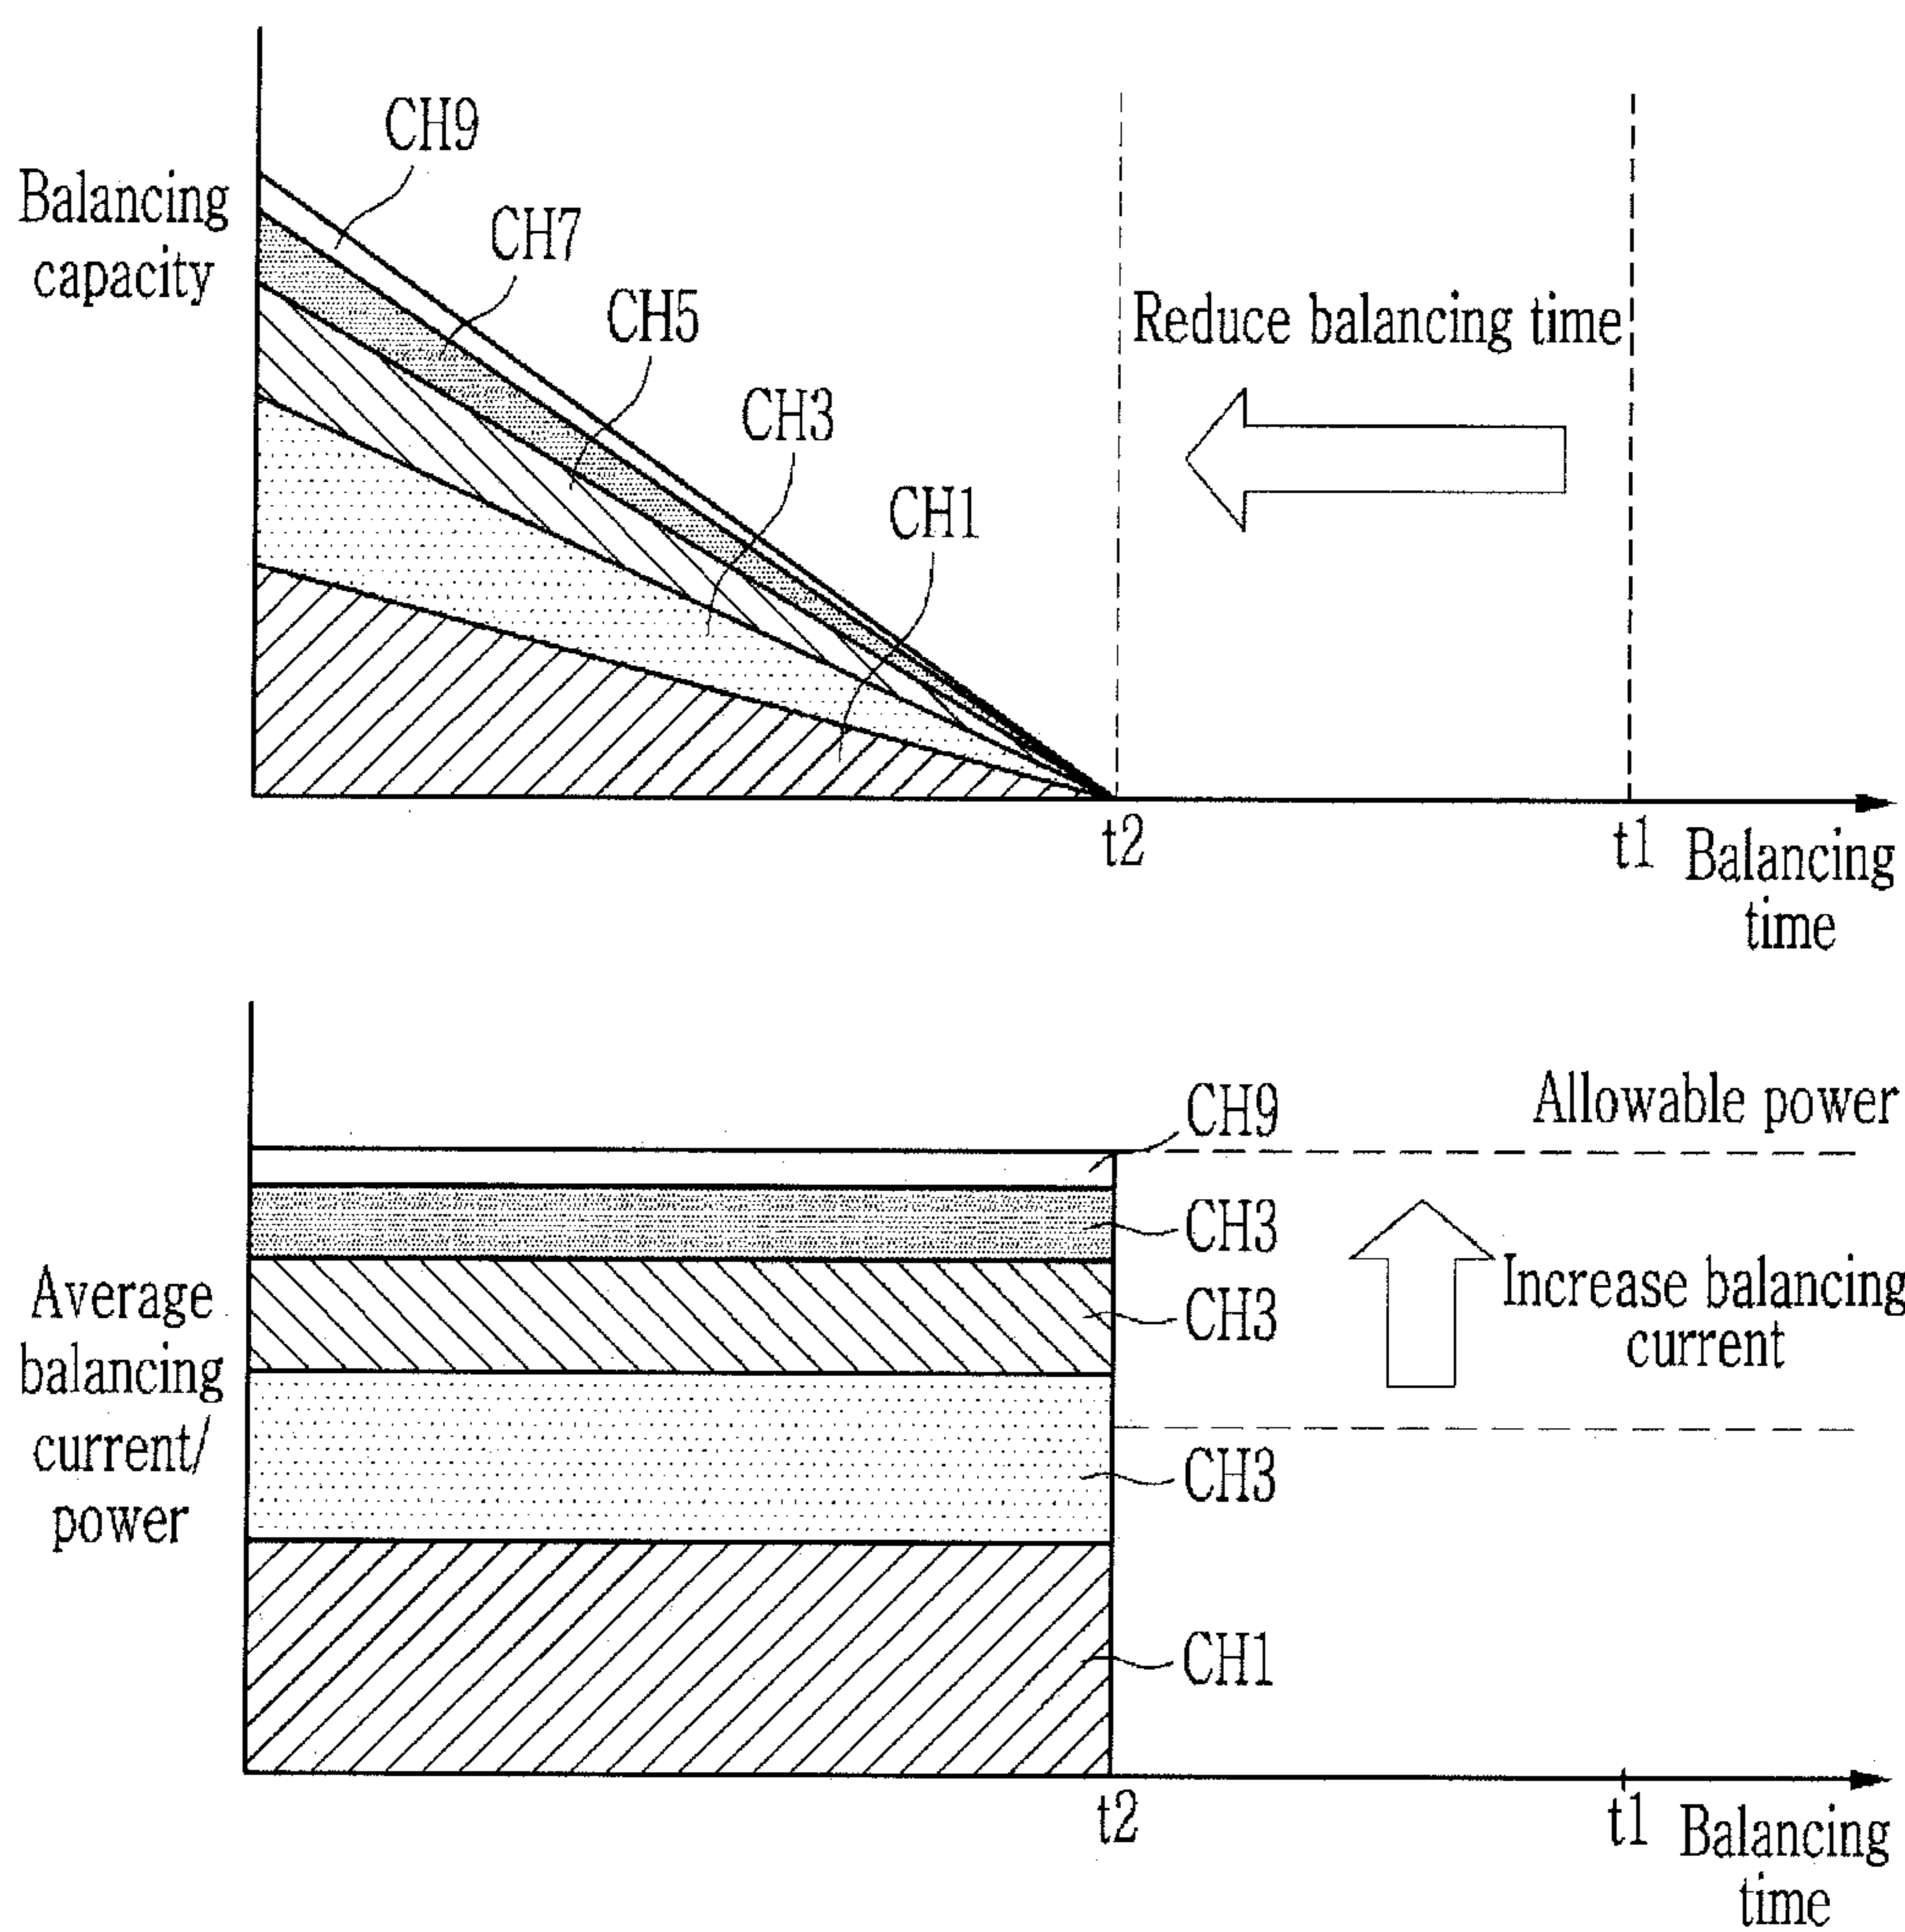 CH9
Balancing
capacity
CH7
CH5
Reduce balancing time
CH3
CH1
t2
t1
Balancing
time
Allowable power
CH9
CH3
Increase balancing
current
CH3
Average
balancing
current/
power
CH3
CH1
t2
t1
Balancing
time